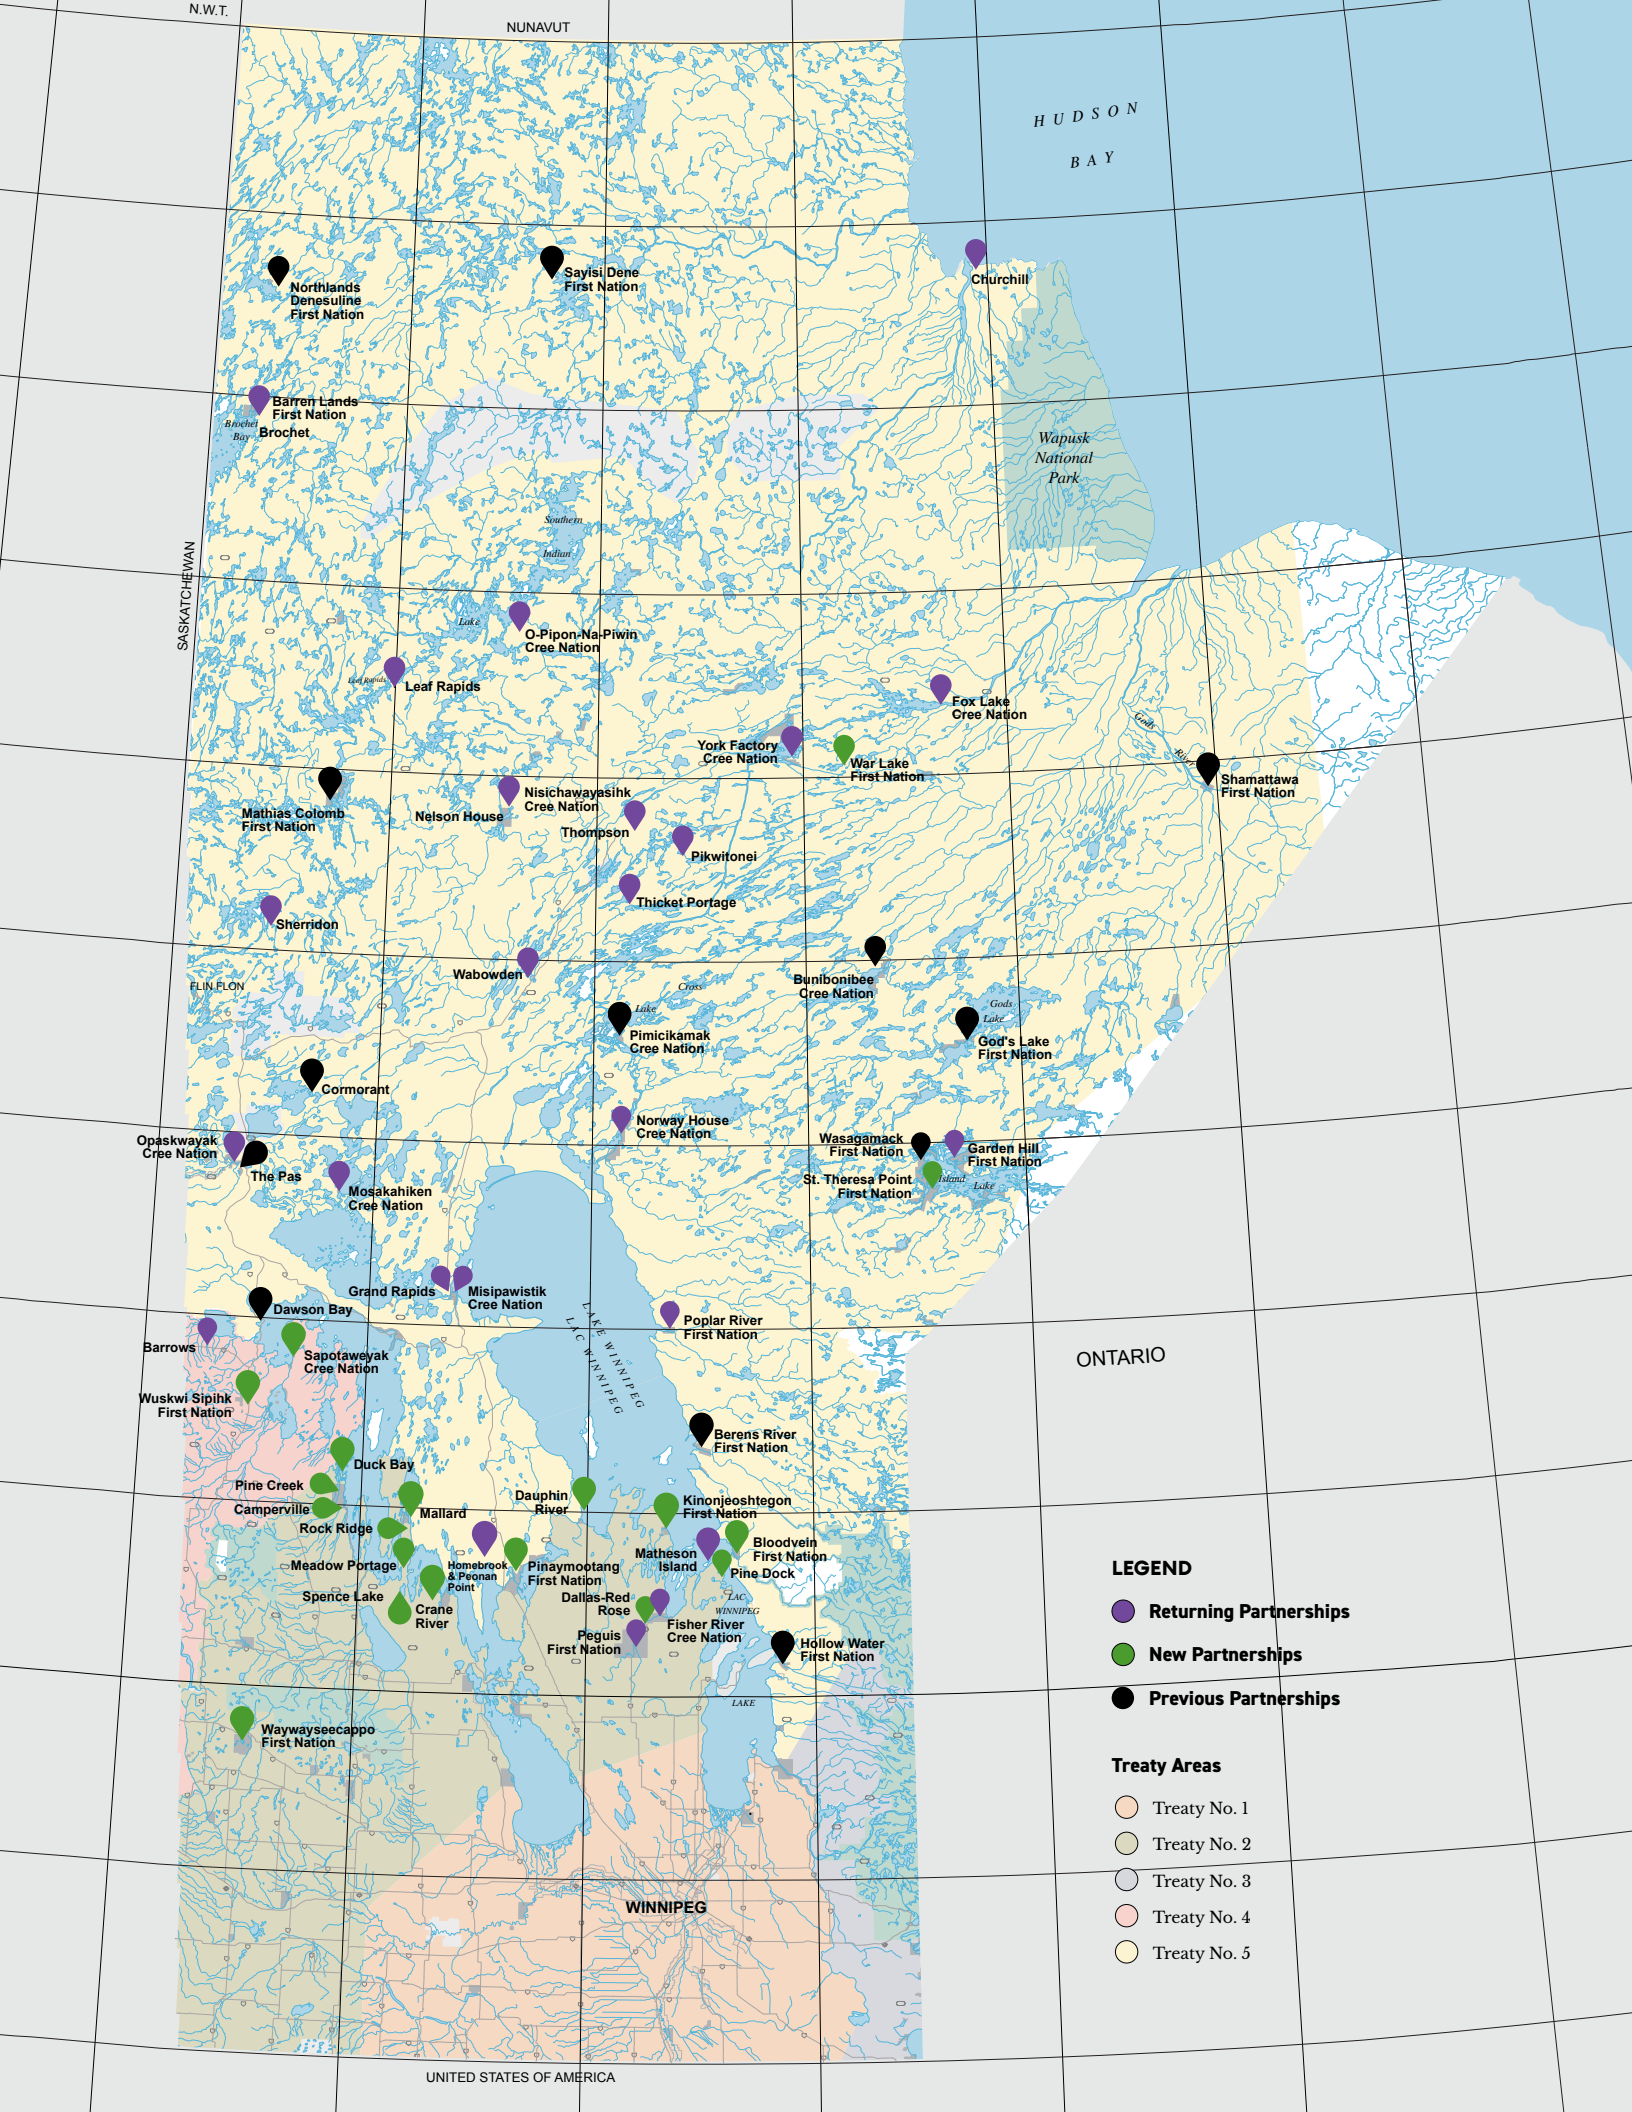 N.W.T.
NUNAVUT
HUDSON
BAY
Churchill
Northlands
Denesuline
First Nation
Sayisi Dene
First Nation
Barren Lands
First Nation
Brochet
Bay
Brochet
Wapusk
National
Park
Southern
Indian
Lake
SASKATCHEWAN
O-Pipon-Na-Piwin
Cree Nation
Leaf Rapids
Leaf Rapids
Fox Lake
Cree Nation
York Factory
Cree Nation
War Lake
First Nation
Gods
River
Shamattawa
First Nation
Mathias Colomb
First Nation
Nisichawayasihk
Cree Nation
Nelson House
Thompson
Pikwitonei
Thicket Portage
Sherridon
Wabowden
Bunibonibee
Cree Nation
FLIN FLON
Cross
Lake
Pimicikamak
Cree Nation
Gods
Lake
God's Lake
First Nation
Cormorant
Norway House
Cree Nation
Opaskwayak
Cree Nation
The Pas
Mosakahiken
Cree Nation
Wasagamack
First Nation
Garden Hill
First Nation
St. Theresa Point
First Nation
Island
Lake
Grand Rapids
Misipawistik
Cree Nation
Dawson Bay
Barrows
Sapotaweyak
Cree Nation
Poplar River
First Nation
LAKE WINNIPEG
LAC WINNIPEG
ONTARIO
Wuskwi Sipihk
First Nation
Berens River
First Nation
Duck Bay
Pine Creek
Camperville
Mallard
Dauphin
River
Kinonjeoshtegon
First Nation
Rock Ridge
Bloodvein
First Nation
Matheson
Island
Pine Dock
Meadow Portage
Homebrook
& Peonan
Point
Pinaymootang
First Nation
Spence Lake
Crane
River
Dallas-Red
Rose
Fisher River
Cree Nation
Peguis
First Nation
LAC
WINNIPEG
Hollow Water
First Nation
LAKE
Waywayseecappo
First Nation
WINNIPEG
UNITED STATES OF AMERICA
LEGEND
Returning Partnerships
New Partnerships
Previous Partnerships
Treaty Areas
Treaty No. 1
Treaty No. 2
Treaty No. 3
Treaty No. 4
Treaty No. 5